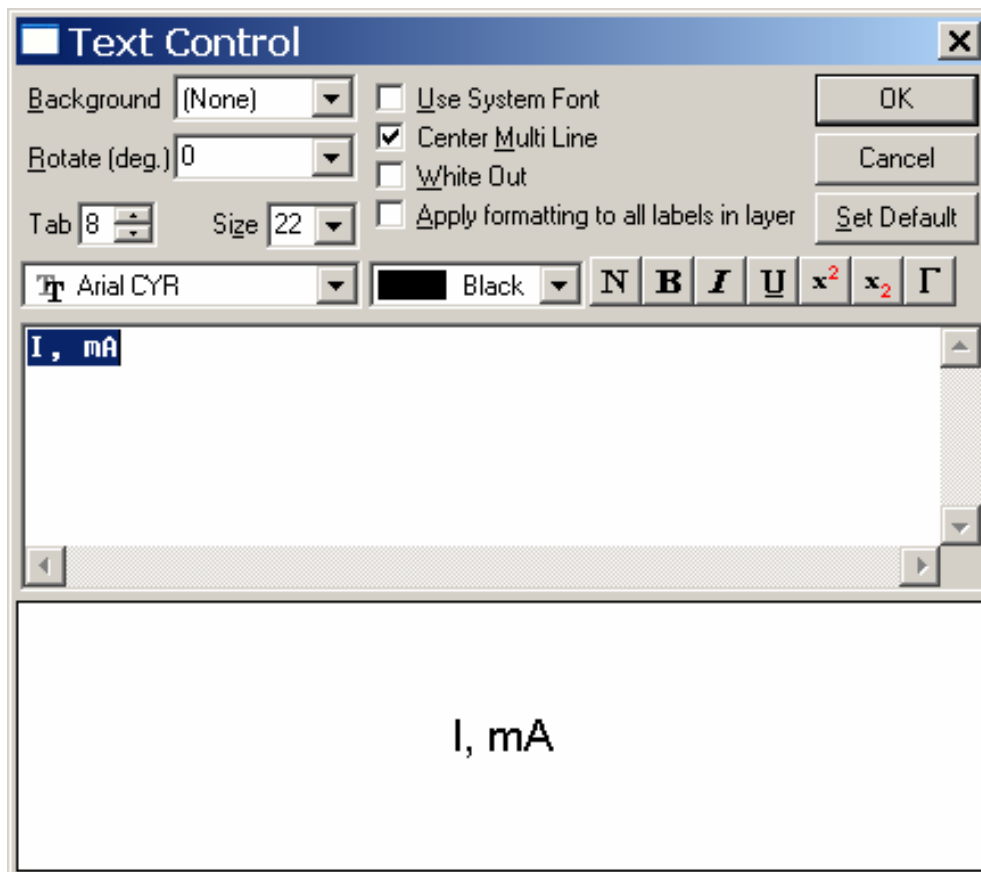 Text Control
Background (None) Use System Font OK
Center Multi Line
Rotate (deg.) 0 White Out Cancel
Tab 8 Size 22 Apply formatting to all labels in layer Set Default
Arial CYR Black N B I U x² x₂ Γ
I, mA
I, mA